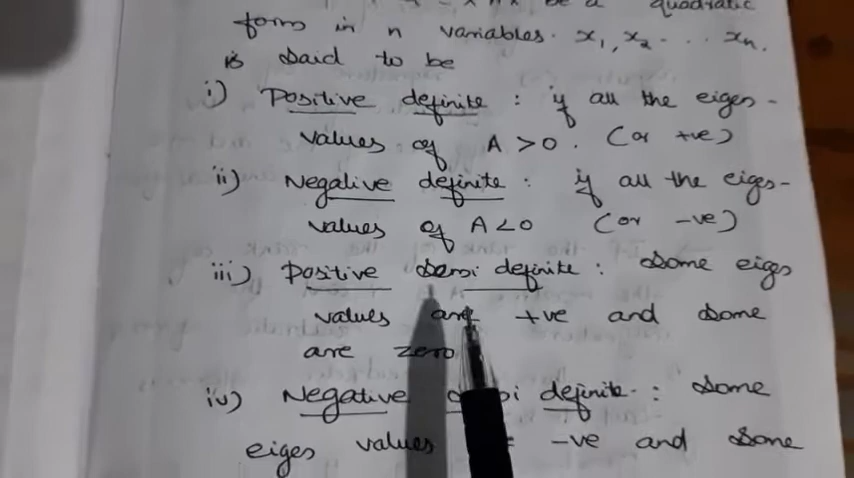 be a quadratic
form in n variables. x₁, x₂ ... xn.
is said to be
i) Positive definite : if all the eigen-
values of A > 0. (or +ve)
ii) Negative definite : if all the eigen-
values of A < 0 (or -ve)
iii) Positive semi definite : some eigen
values are +ve and some
are zero
iv) Negative definite : some
eigen values -ve and some